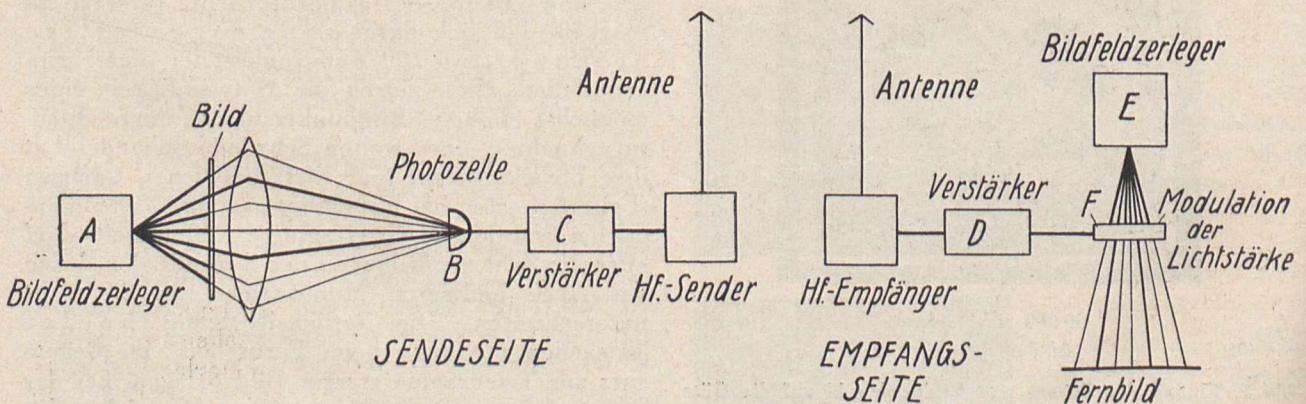 Bild
A
Bildfeldzerleger
Photozelle
B
C
Verstärker
Antenne
Hf.-Sender
SENDESEITE
Antenne
Hf.-Empfänger
Verstärker
D
EMPFANGS-
SEITE
Bildfeldzerleger
E
F
Modulation
der
Lichtstärke
Fernbild